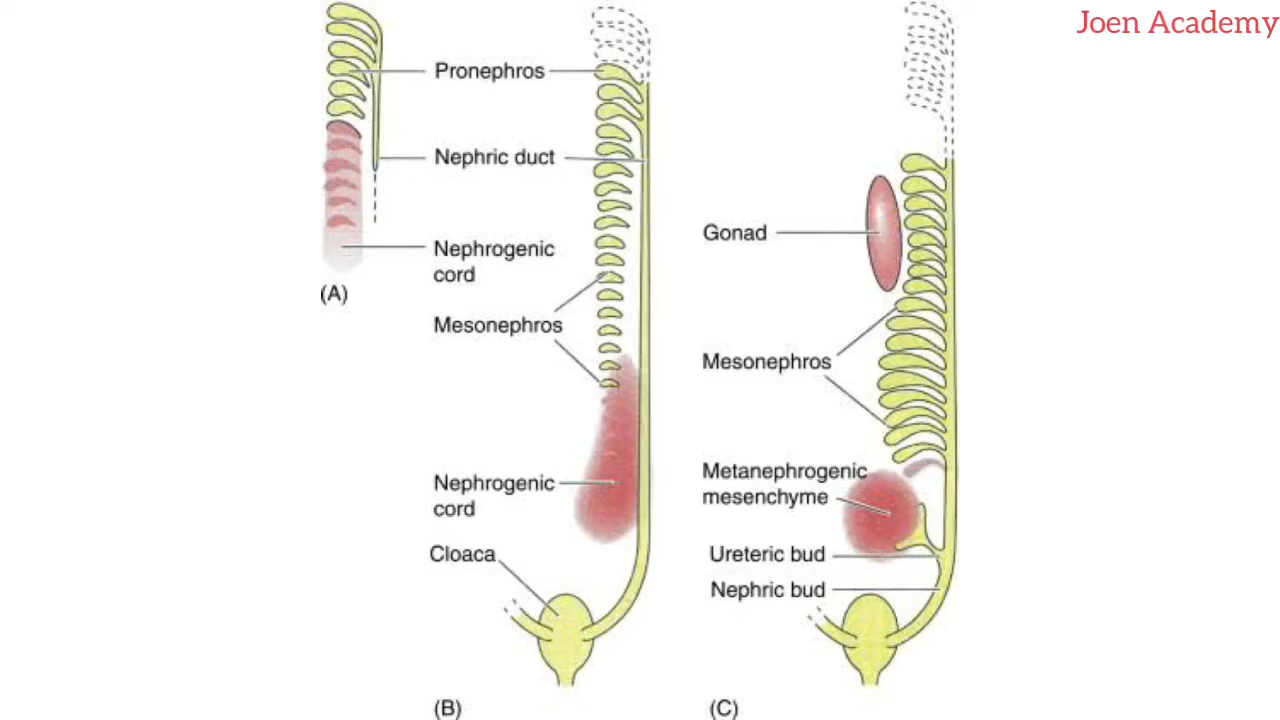 Joen Academy
Pronephros
Nephric duct
Nephrogenic
cord
(A)
Mesonephros
Nephrogenic
cord
Cloaca
(B)
Gonad
Mesonephros
Metanephrogenic
mesenchyme
Ureteric bud
Nephric bud
(C)